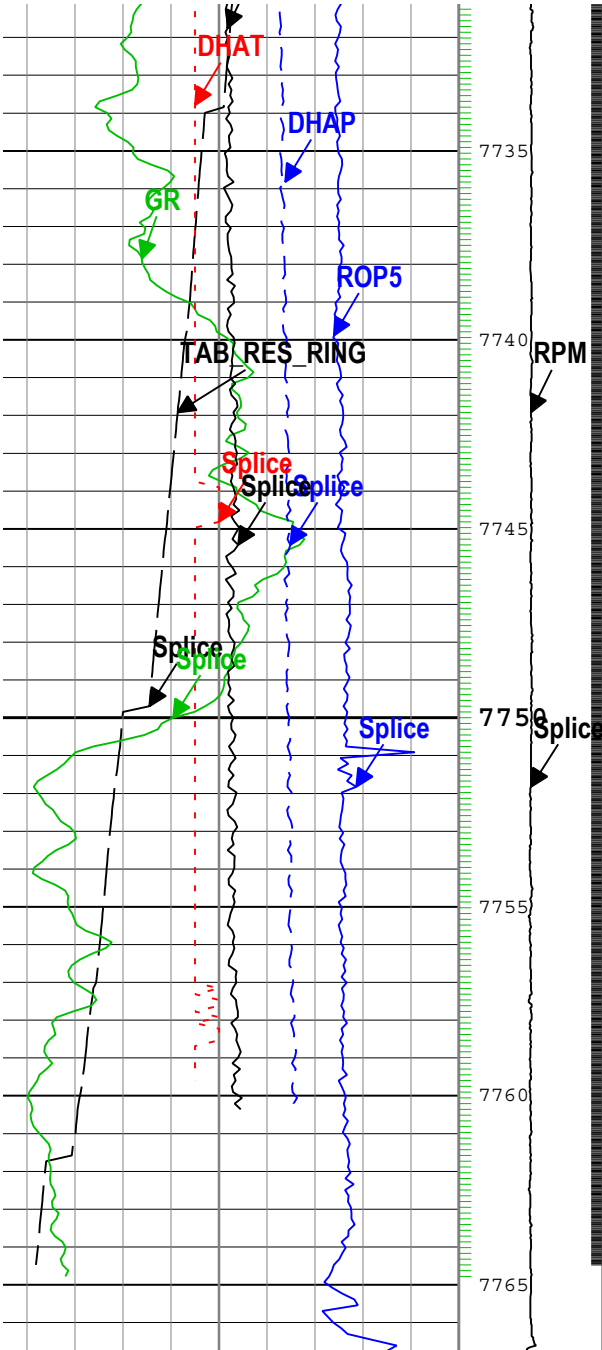 DHAT
DHAP
7735
GR
ROP5
7740
TAB_RES_RING
RPM
Splice
Splice
Splice
7745
Splice
Splice
7750
Splice
Splice
7755
7760
7765